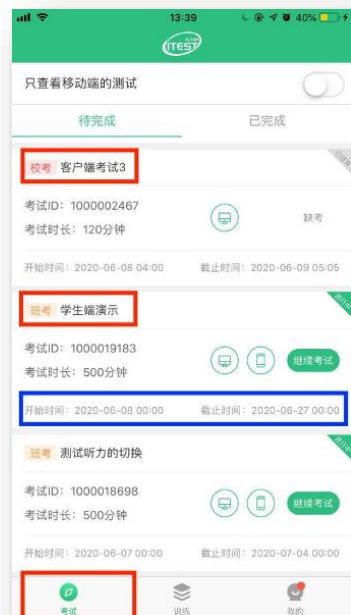 13:39
40%
ITEST
只查看移动端的测试
待完成 已完成
校考 客户端考试3
考试ID：1000002467
考试时长：120分钟
缺考
开始时间：2020-06-08 04:00 截止时间：2020-06-09 05:05
班考 学生端演示
进行中
考试ID：1000019183
考试时长：500分钟
继续考试
开始时间：2020-06-08 00:00 截止时间：2020-06-27 00:00
班考 测试听力的切换
进行中
考试ID：1000018698
考试时长：500分钟
继续考试
开始时间：2020-06-07 00:00 截止时间：2020-07-04 00:00
考试 训练 我的